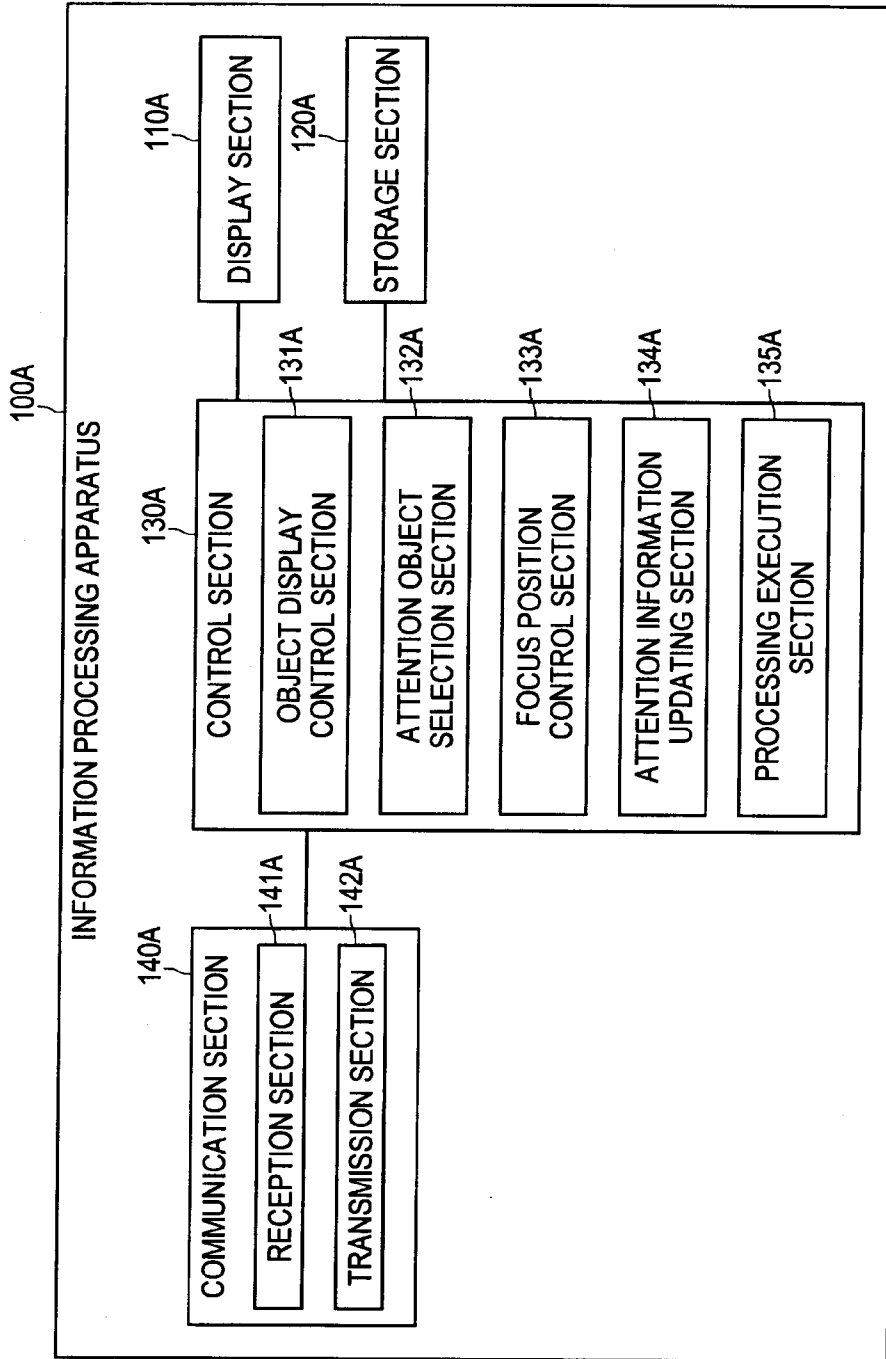 100A
INFORMATION PROCESSING APPARATUS
140A
COMMUNICATION SECTION
141A
RECEPTION SECTION
142A
TRANSMISSION SECTION
130A
CONTROL SECTION
131A
OBJECT DISPLAY
CONTROL SECTION
132A
ATTENTION OBJECT
SELECTION SECTION
133A
FOCUS POSITION
CONTROL SECTION
134A
ATTENTION INFORMATION
UPDATING SECTION
135A
PROCESSING EXECUTION
SECTION
110A
DISPLAY SECTION
120A
STORAGE SECTION